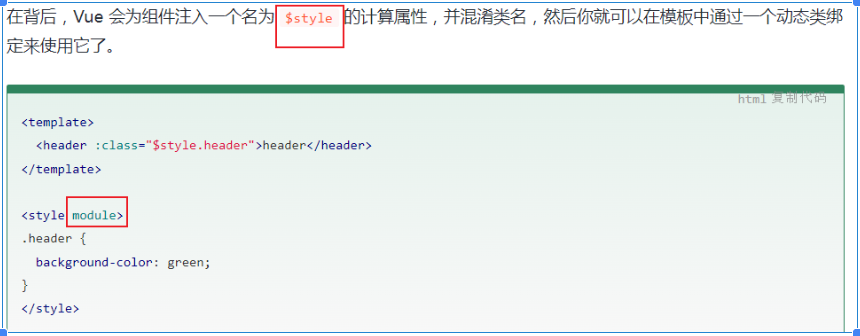 在背后，Vue 会为组件注入一个名为 $style 的计算属性，并混淆类名，然后你就可以在模板中通过一个动态类绑
定来使用它了。
html 复制代码
<template>
  <header :class="$style.header">header</header>
</template>
<style module>
.header {
  background-color: green;
}
</style>